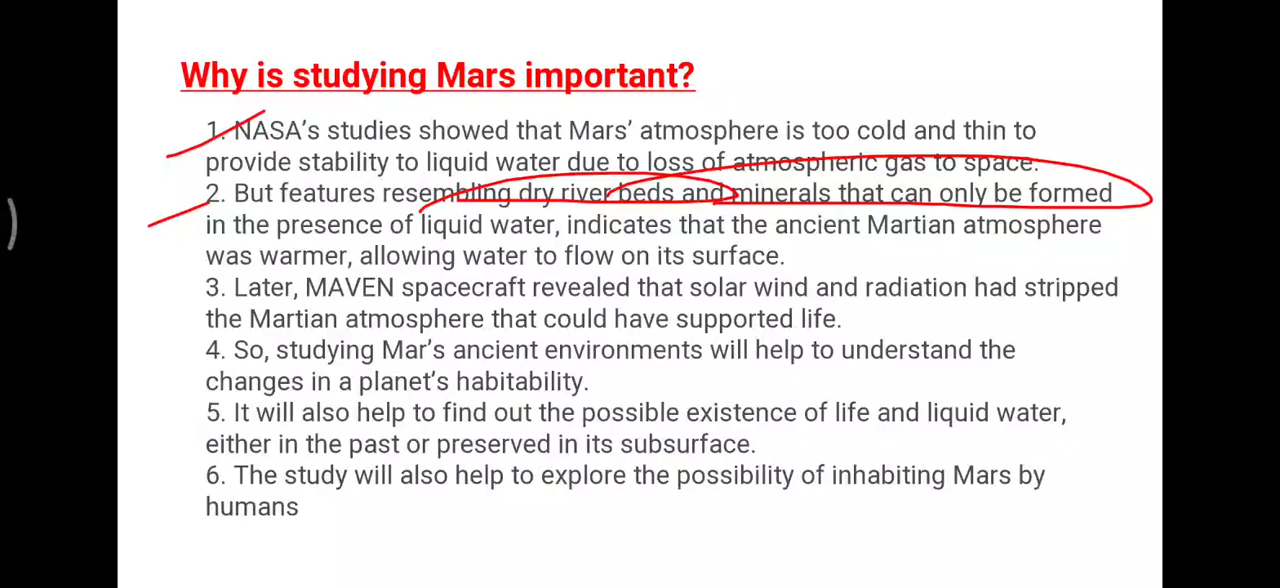 Why is studying Mars important?
1. NASA’s studies showed that Mars’ atmosphere is too cold and thin to
provide stability to liquid water due to loss of atmospheric gas to space.
2. But features resembling dry river beds and minerals that can only be formed
in the presence of liquid water, indicates that the ancient Martian atmosphere
was warmer, allowing water to flow on its surface.
3. Later, MAVEN spacecraft revealed that solar wind and radiation had stripped
the Martian atmosphere that could have supported life.
4. So, studying Mar’s ancient environments will help to understand the
changes in a planet’s habitability.
5. It will also help to find out the possible existence of life and liquid water,
either in the past or preserved in its subsurface.
6. The study will also help to explore the possibility of inhabiting Mars by
humans